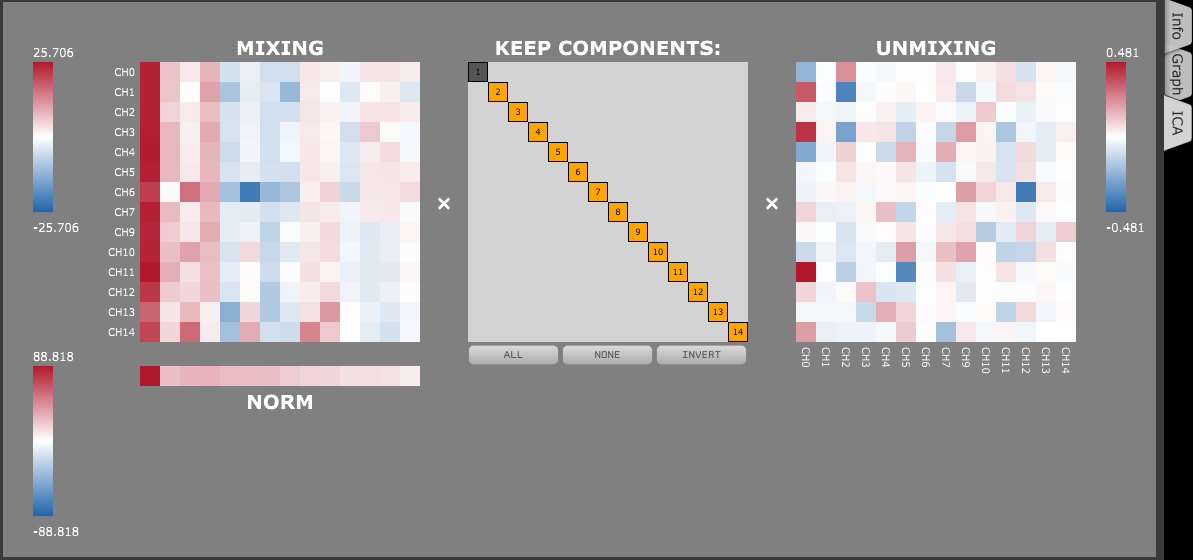 MIXING
KEEP COMPONENTS:
UNMIXING
25.706
-25.706
CH0
CH1
CH2
CH3
CH4
CH5
CH6
CH7
CH9
CH10
CH11
CH12
CH13
CH14
×
1
2
3
4
5
6
7
8
9
10
11
12
13
14
ALL
NONE
INVERT
×
0.481
-0.481
CH0
CH1
CH2
CH3
CH4
CH5
CH6
CH7
CH9
CH10
CH11
CH12
CH13
CH14
88.818
-88.818
NORM
Info
Graph
ICA